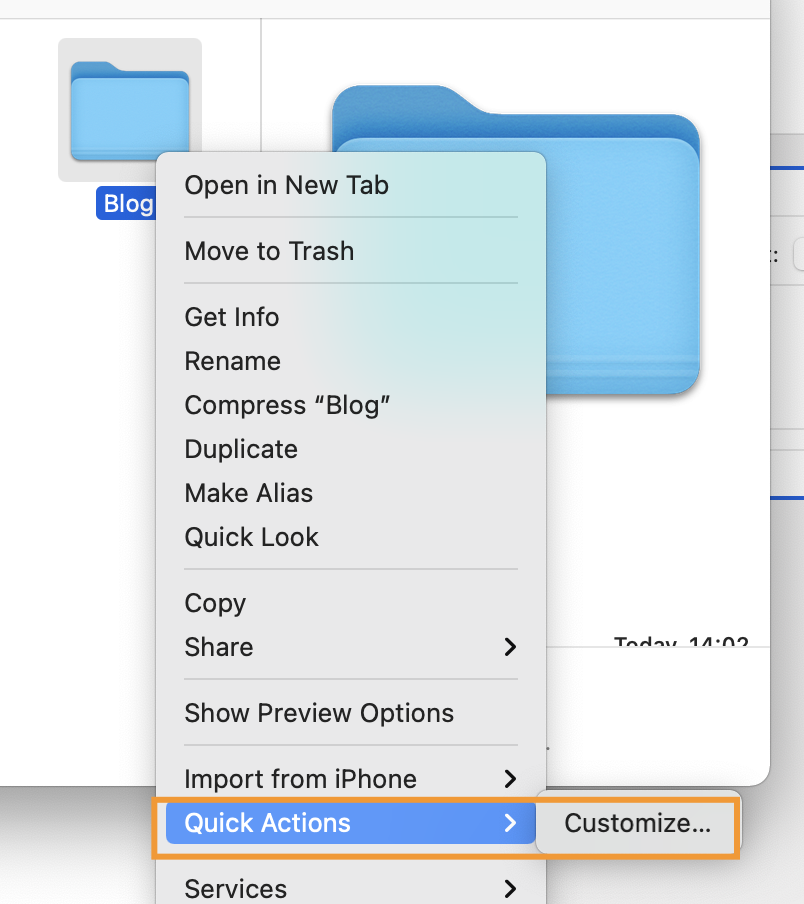 Blog
Open in New Tab
Move to Trash
Get Info
Rename
Compress “Blog”
Duplicate
Make Alias
Quick Look
Copy
Share
Today, 14:02
Show Preview Options
Import from iPhone
Quick Actions
Customize...
Services